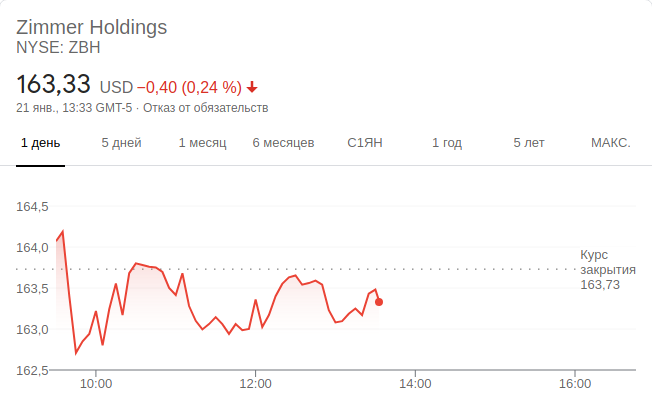 Zimmer Holdings
NYSE: ZBH
163,33 USD −0,40 (0,24 %)
21 янв., 13:33 GMT-5 · Отказ от обязательств
1 день 5 дней 1 месяц 6 месяцев С1ЯН 1 год 5 лет МАКС.
164,5
164,0
163,5
163,0
162,5
Курс
закрытия
163,73
10:00 12:00 14:00 16:00